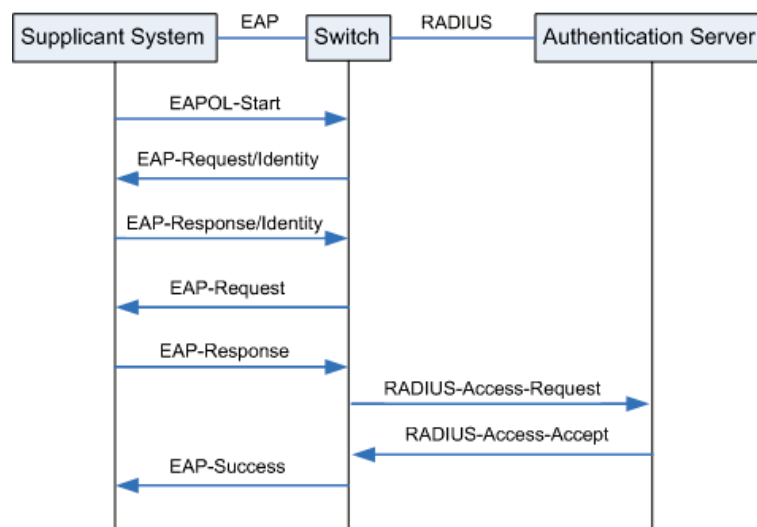 EAP
RADIUS
Supplicant System
Switch
Authentication Server
EAPOL-Start
EAP-Request/Identity
EAP-Response/Identity
EAP-Request
EAP-Response
RADIUS-Access-Request
RADIUS-Access-Accept
EAP-Success